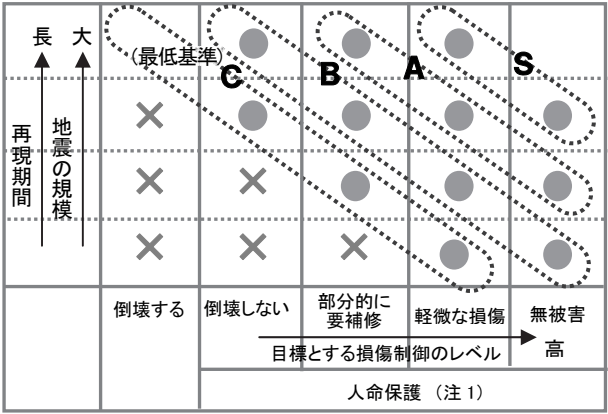 長 大
(最低基準)
C B A S
再現期間
地震の規模
倒壊する
倒壊しない
部分的に
要補修
軽微な損傷
無被害
目標とする損傷制御のレベル 高
人命保護 (注1)